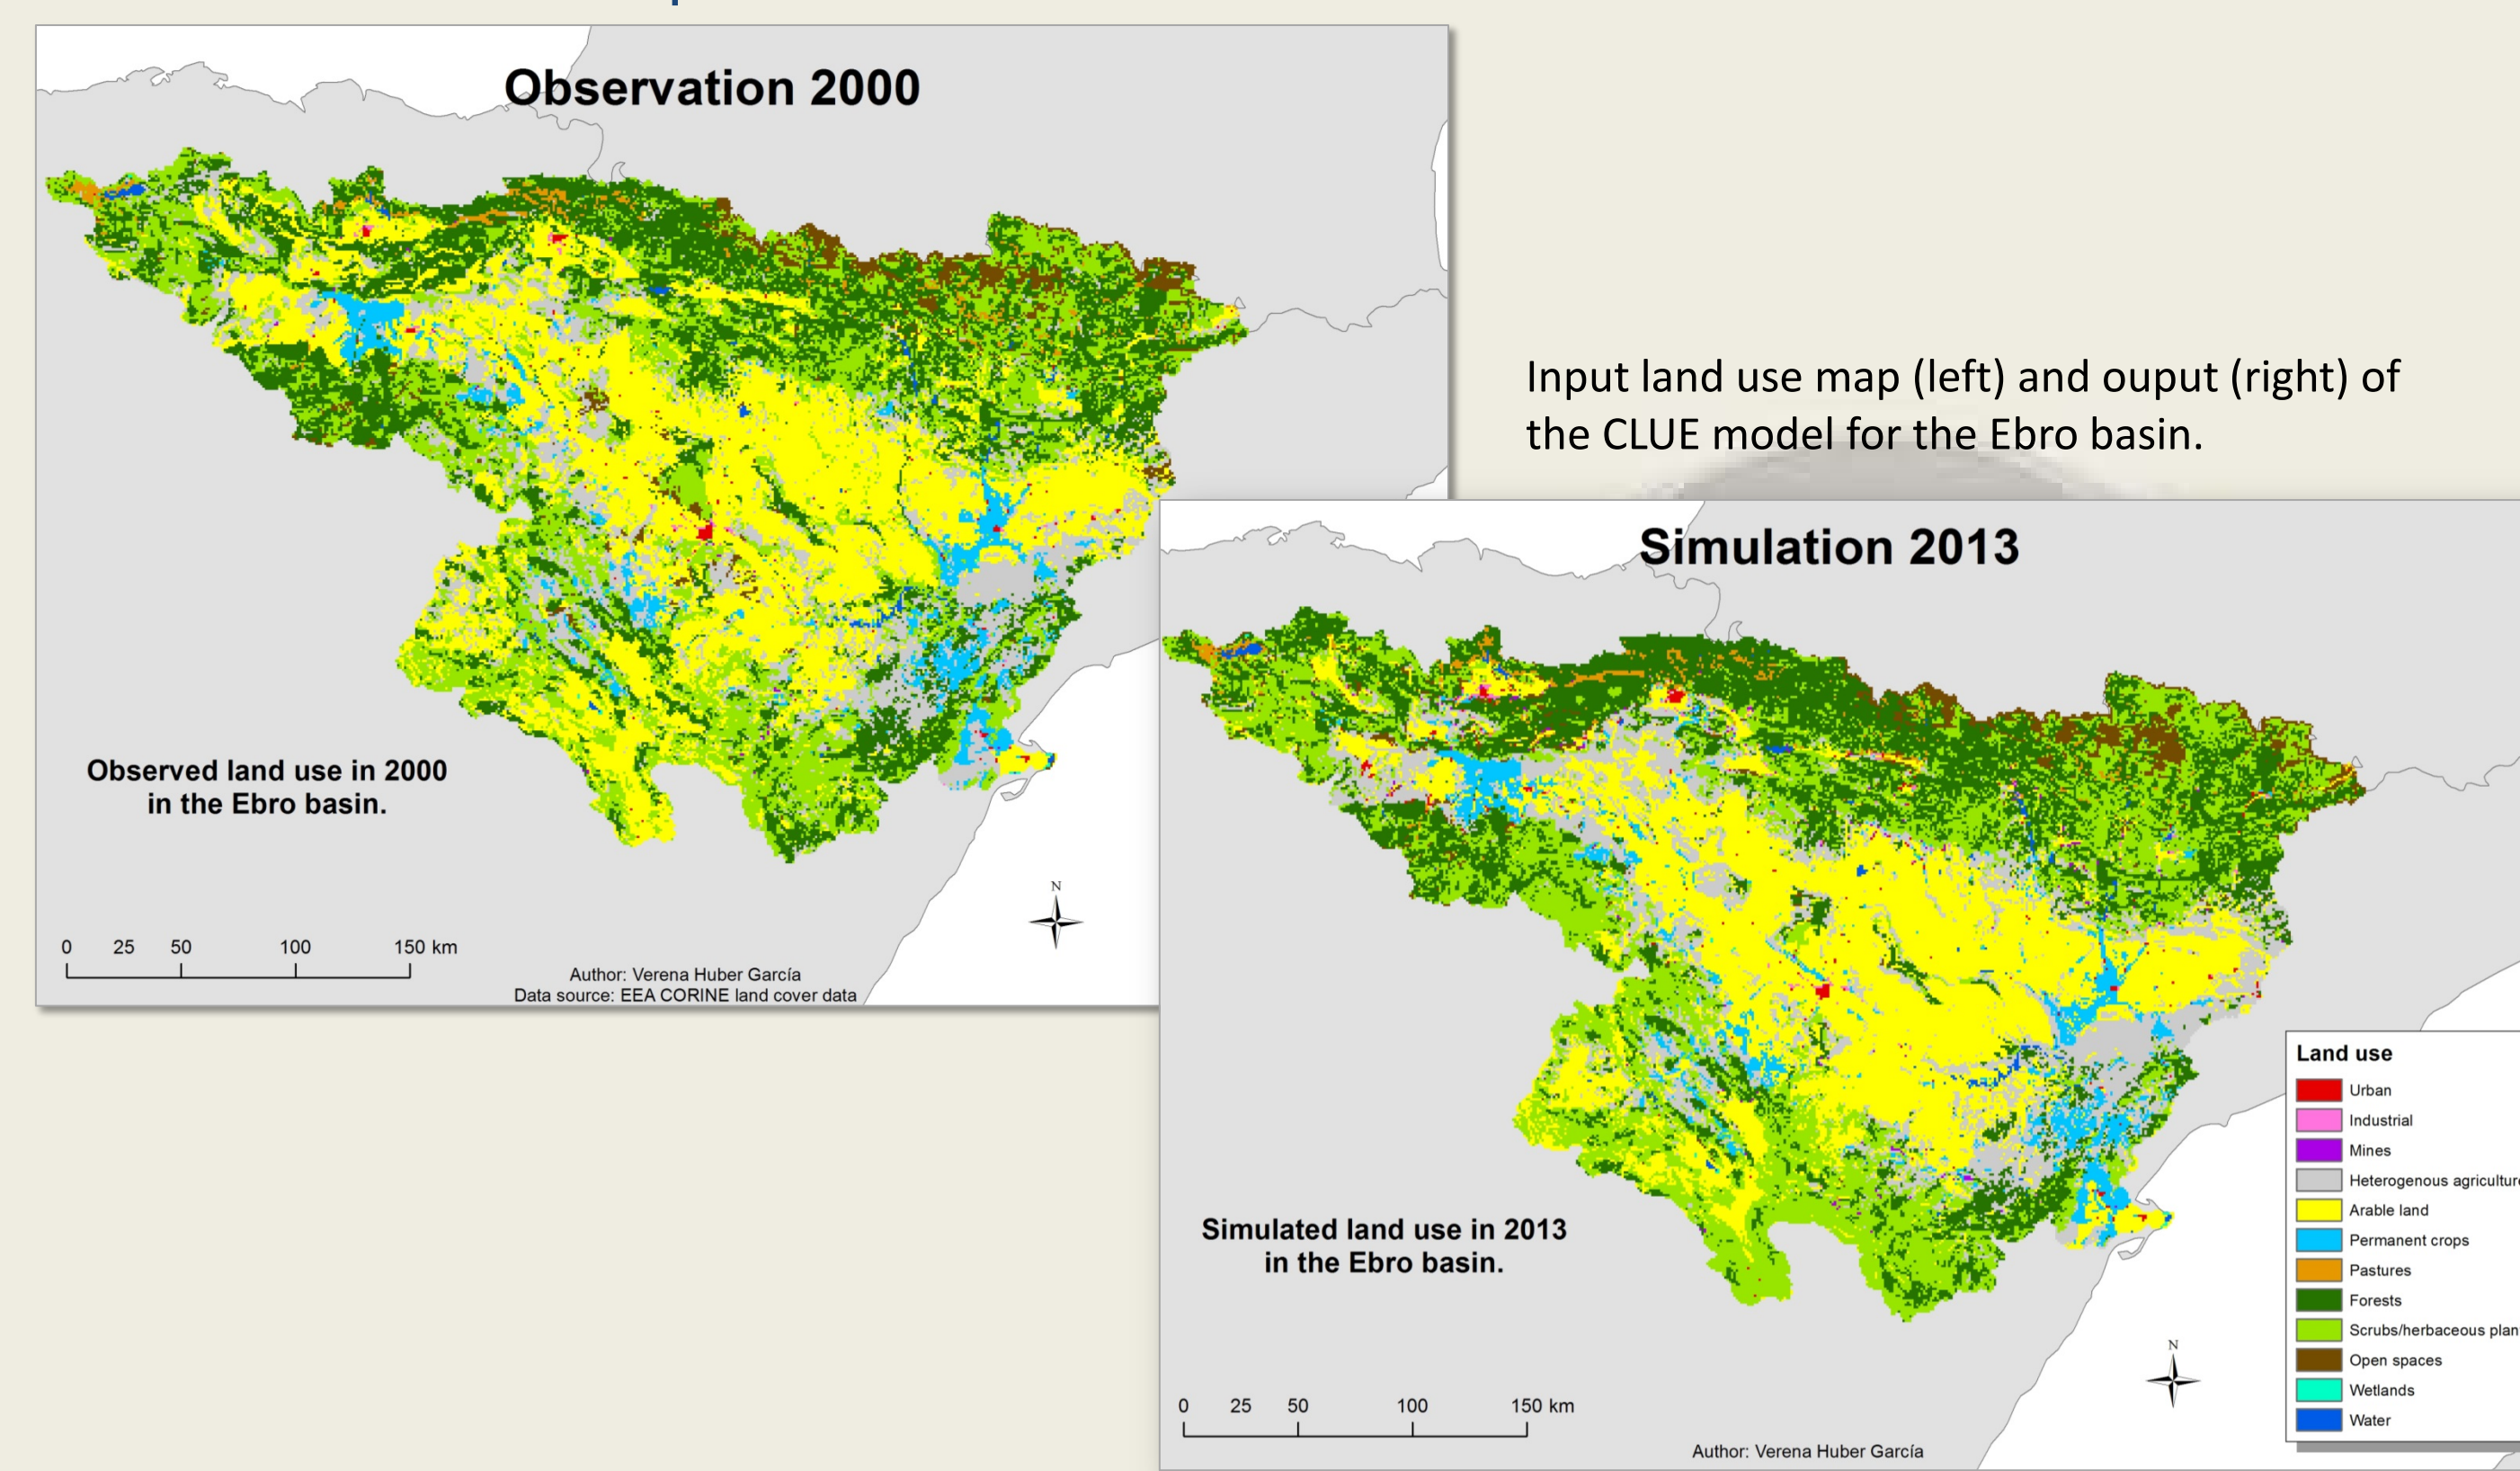 Observation 2000
Observed land use in 2000
in the Ebro basin.
0 25 50 100 150 km
N
Author: Verena Huber García
Data source: EEA CORINE land cover data
Input land use map (left) and ouput (right) of
the CLUE model for the Ebro basin.
Simulation 2013
Simulated land use in 2013
in the Ebro basin.
0 25 50 100 150 km
N
Author: Verena Huber García
Land use
Urban
Industrial
Mines
Heterogenous agriculture
Arable land
Permanent crops
Pastures
Forests
Scrubs/herbaceous plan
Open spaces
Wetlands
Water